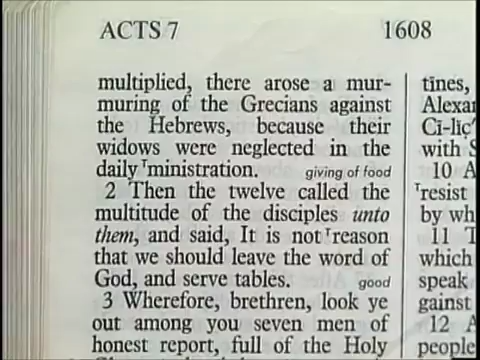 ACTS 7 1608
multiplied, there arose a mur-
muring of the Grecians against
the Hebrews, because their
widows were neglected in the
daily ᵀministration. giving of food
2 Then the twelve called the
multitude of the disciples unto
them, and said, It is not ᵀreason
that we should leave the word of
God, and serve tables. good
3 Wherefore, brethren, look ye
out among you seven men of
honest report, full of the Holy
tīnes,
Alexa
Cĭ-lĭç
with
10
ᵀresist
by wh
11
which
speak
gainst
12
people